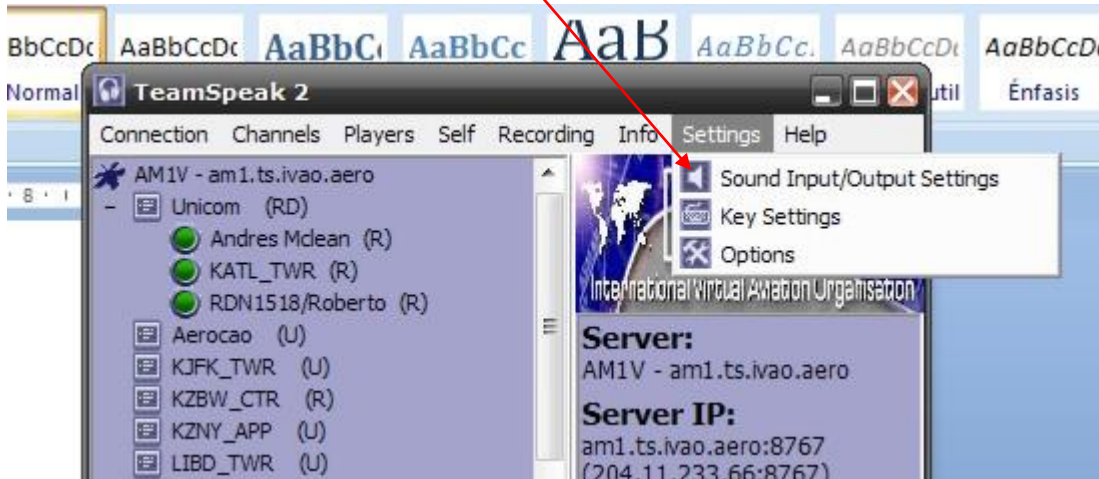 BbCcDc AaBbCcDc AaBbC AaBbCc AaB AaBbCc. AaBbCcDc AaBbCcD
Normal util Énfasis
TeamSpeak 2
Connection Channels Players Self Recording Info Settings Help
AM1V - am1.ts.ivao.aero
Sound Input/Output Settings
· 8 · ı
Unicom (RD)
Key Settings
Andres Mclean (R)
Options
KATL_TWR (R)
International Virtual Aviation Organisation
RDN1518/Roberto (R)
Aerocao (U)
Server:
KJFK_TWR (U)
AM1V - am1.ts.ivao.aero
KZBW_CTR (R)
Server IP:
KZNY_APP (U)
am1.ts.ivao.aero:8767
LIBD_TWR (U)
(204.11.233.66:8767)